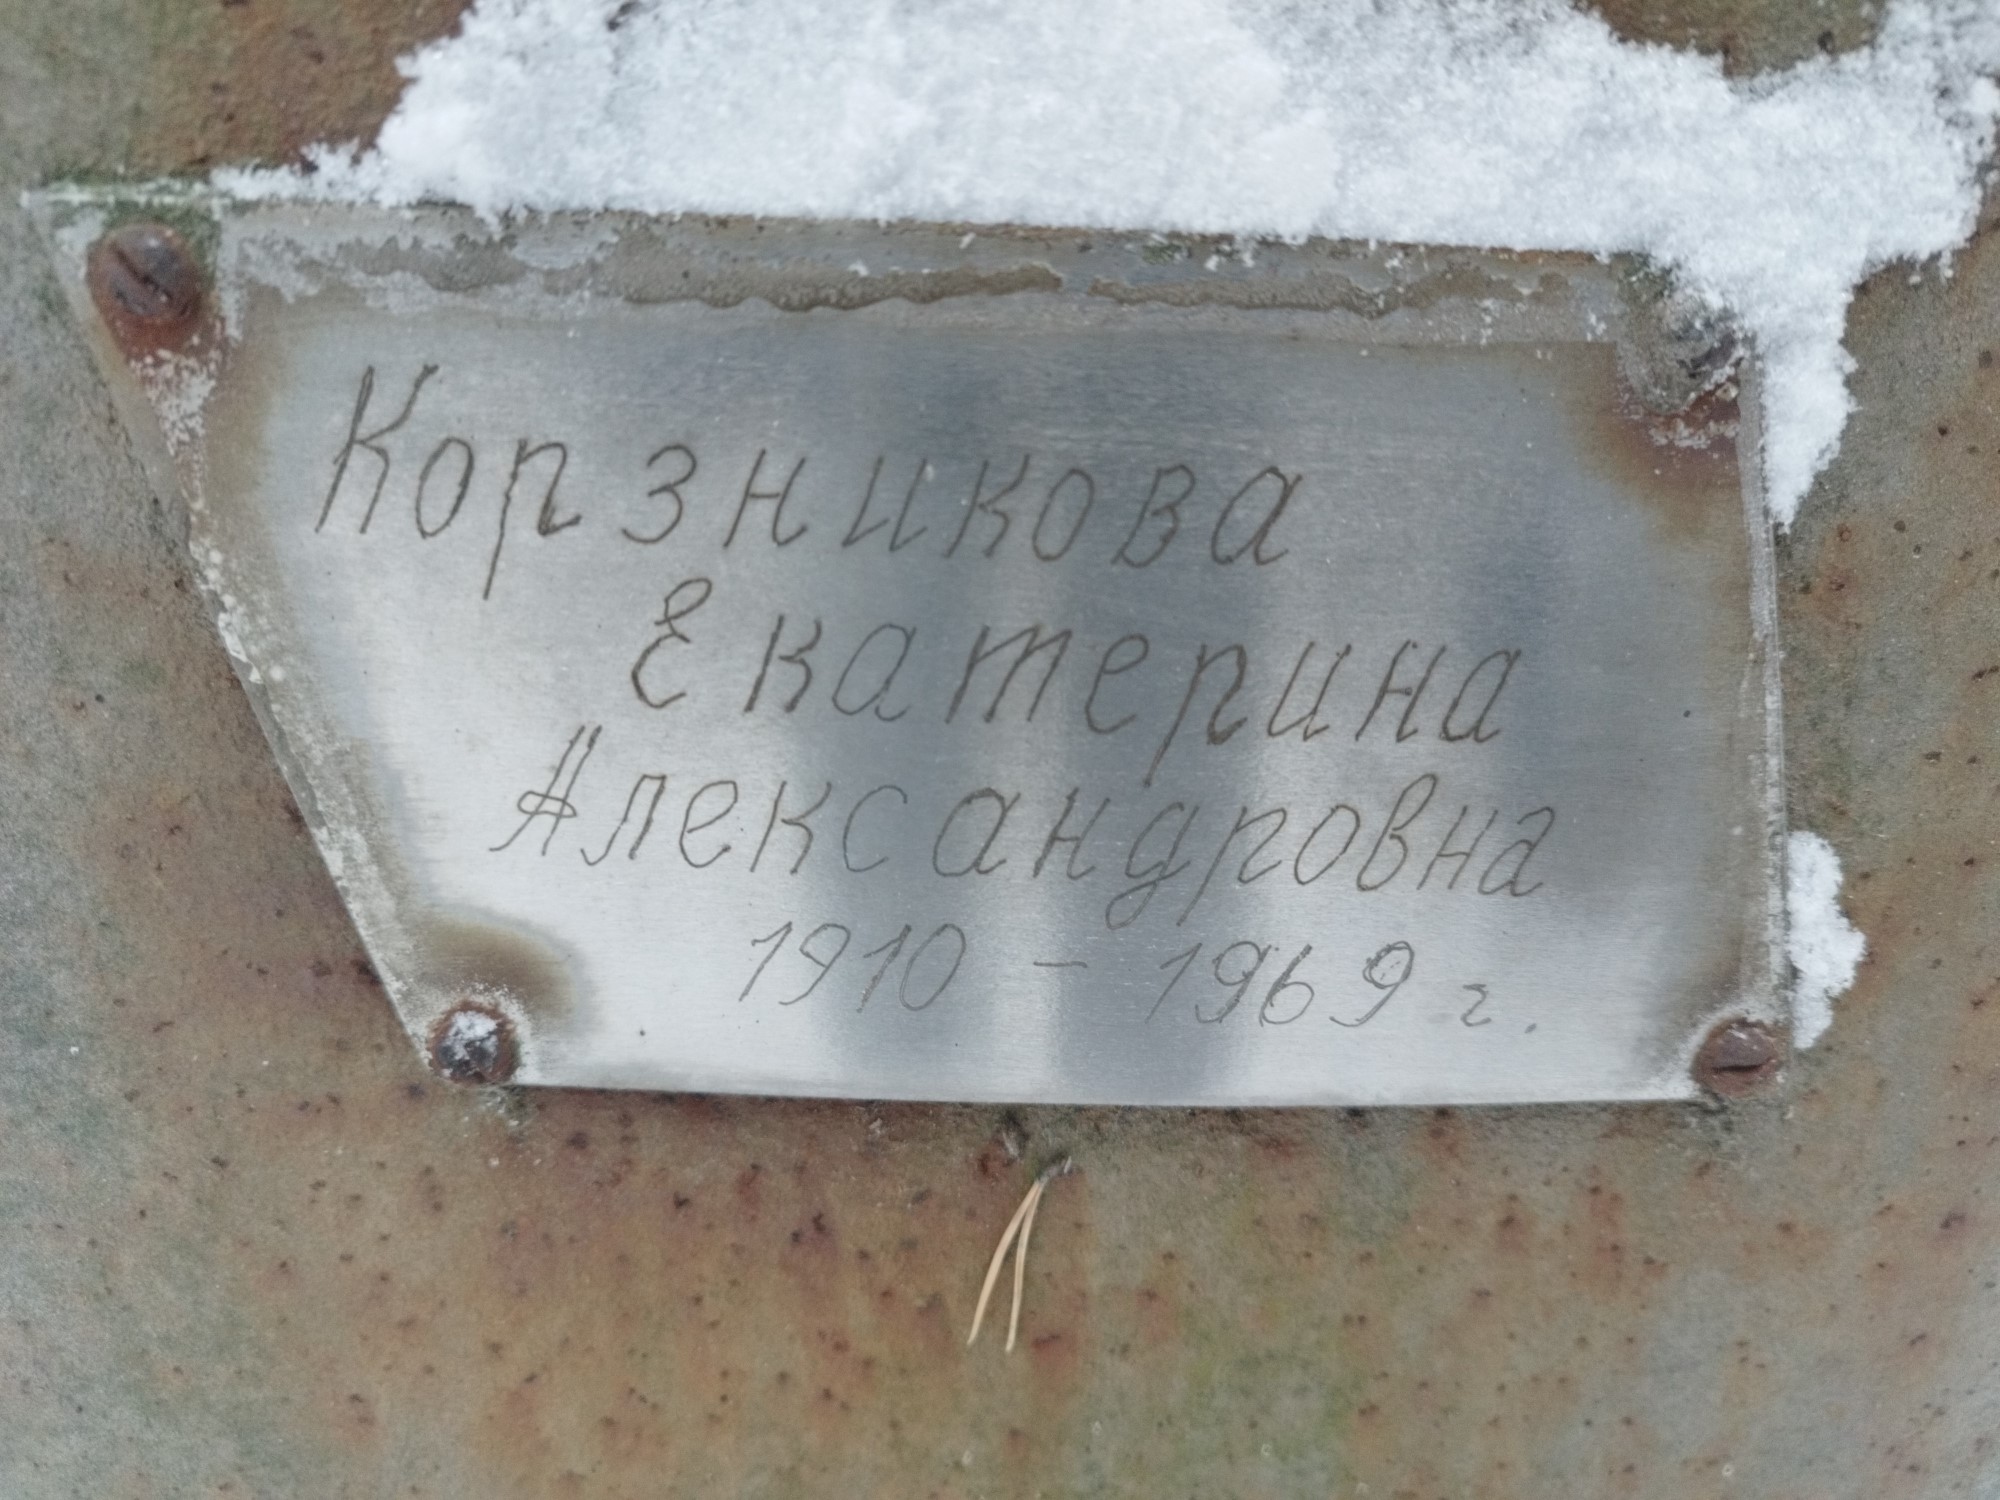 Корзникова
Екатерина
Александровна
1910 - 1969 г.